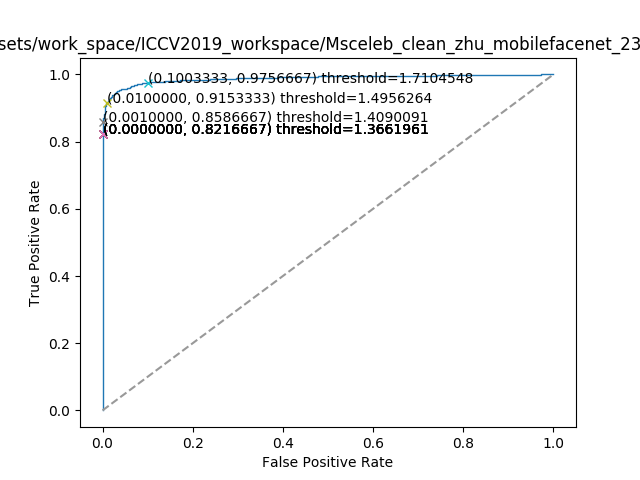 sets/work_space/ICCV2019_workspace/Msceleb_clean_zhu_mobilefacenet_23
1.0
0.8
0.6
0.4
0.2
0.0
True Positive Rate
(0.1003333, 0.9756667) threshold=1.7104548
(0.0100000, 0.9153333) threshold=1.4956264
(0.0010000, 0.8586667) threshold=1.4090091
(0.0000000, 0.8216667) threshold=1.3661961
0.0
0.2
0.4
0.6
0.8
1.0
False Positive Rate